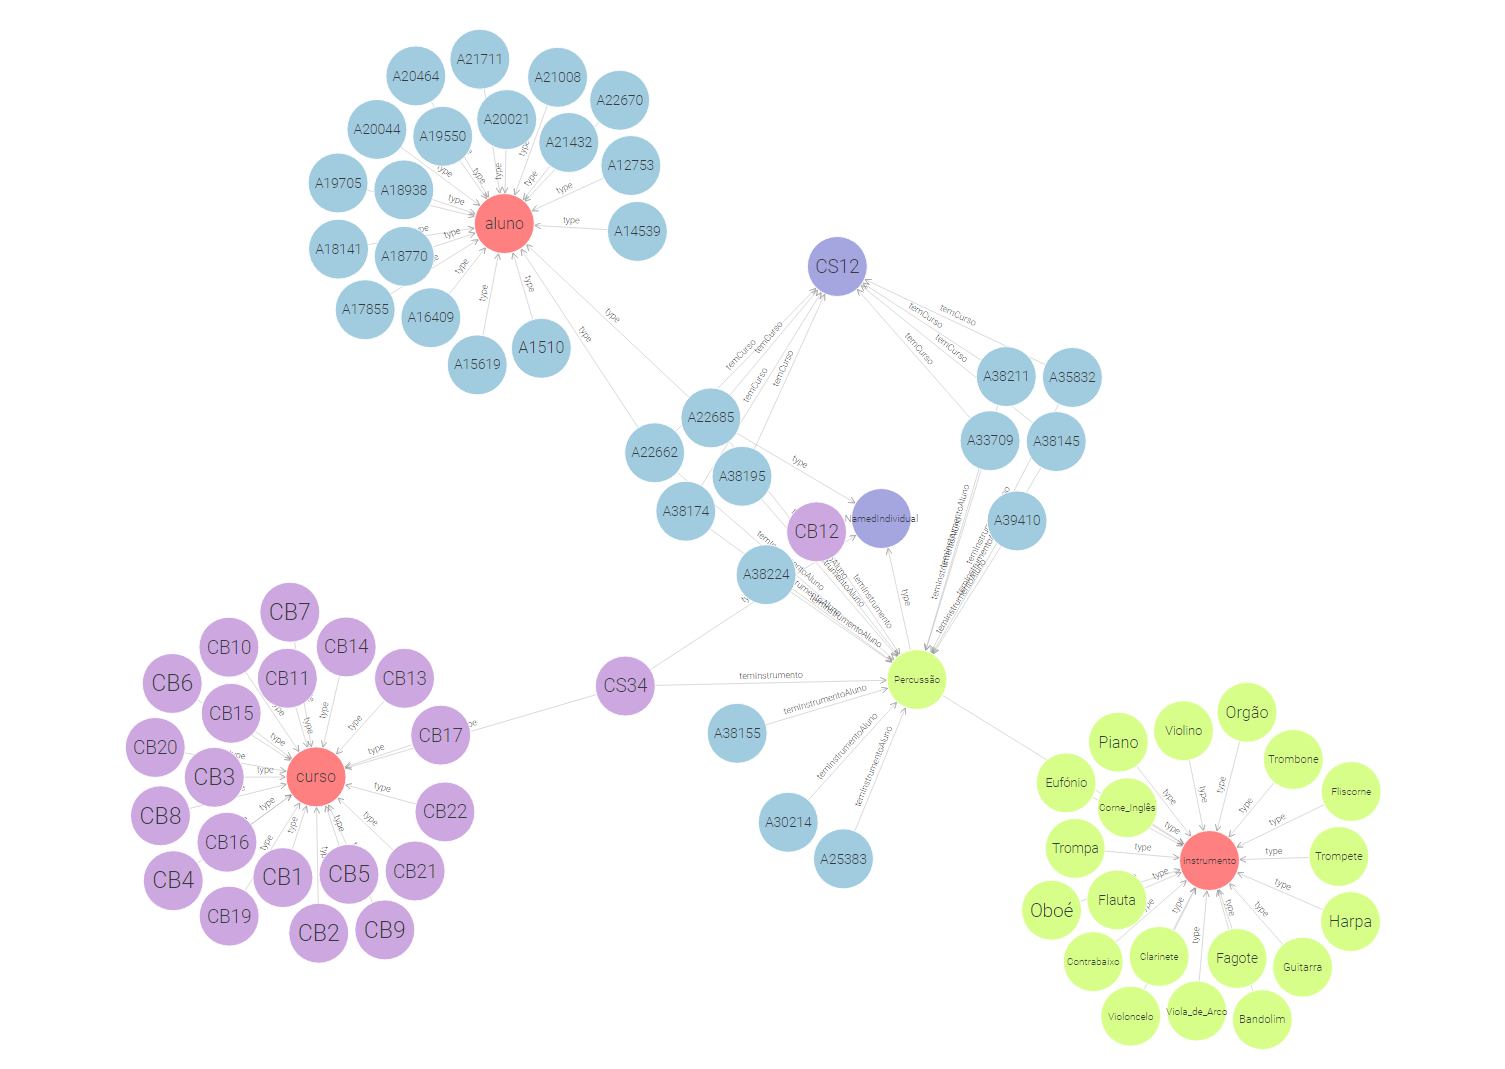 A21711
A20464
A21008
A22670
A20021
A20044
A19550
A21432
A12753
A19705
A18938
aluno
A14539
A18141
A18770
A17855
A16409
A15619
A1510
type
type
type
type
type
type
type
type
type
type
type
type
type
type
CS12
temCurso
temCurso
temCurso
temCurso
temCurso
temCurso
temCurso
temCurso
A38211
A35832
A22685
A33709
A38145
A22662
A38195
type
A38174
CB12
NamedIndividual
A39410
A38224
temInstrumento
temInstrumentoAluno
temInstrumentoAluno
temInstrumentoAluno
type
CS34
temInstrumento
Percussão
A38155
temInstrumentoAluno
temInstrumentoAluno
temInstrumentoAluno
A30214
A25383
CB7
CB10
CB14
CB11
CB13
CB6
CB15
CB17
CB20
CB3
curso
CB8
CB22
CB16
CB4
CB1
CB5
CB21
CB19
CB2
CB9
type
type
type
type
type
type
type
type
type
type
Orgão
Violino
Piano
Trombone
Eufónio
Fliscorne
Corne_Inglês
Trompa
instrumento
Trompete
Flauta
Oboé
Harpa
Contrabaixo
Clarinete
Fagote
Guitarra
Violoncelo
Viola_de_Arco
Bandolim
type
type
type
type
type
type
type
type
type
type
type
type
type
type